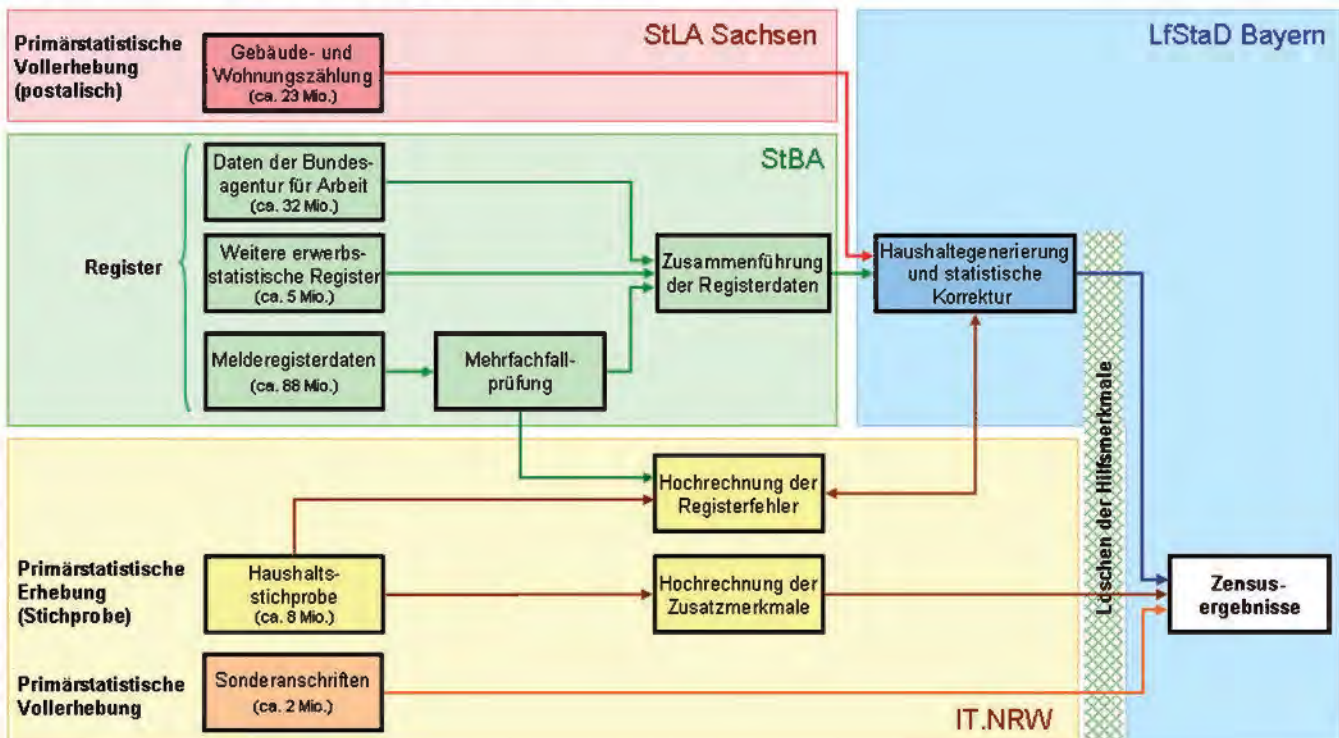 StLA Sachsen
LfStaD Bayern
Primärstatistische
Vollerhebung
(postalisch)
Gebäude- und
Wohnungszählung
(ca. 23 Mio.)
StBA
Register
Daten der Bundes-
agentur für Arbeit
(ca. 32 Mio.)
Weitere erwerbs-
statistische Register
(ca. 5 Mio.)
Melderegisterdaten
(ca. 88 Mio.)
Mehrfachfall-
prüfung
Zusammenführung
der Registerdaten
Haushaltegenerierung
und statistische
Korrektur
Löschen der Hilfsmerkmale
Hochrechnung der
Registerfehler
Primärstatistische
Erhebung
(Stichprobe)
Haushalts-
stichprobe
(ca. 8 Mio.)
Hochrechnung der
Zusatzmerkmale
Zensus-
ergebnisse
Primärstatistische
Vollerhebung
Sonderanschriften
(ca. 2 Mio.)
IT.NRW